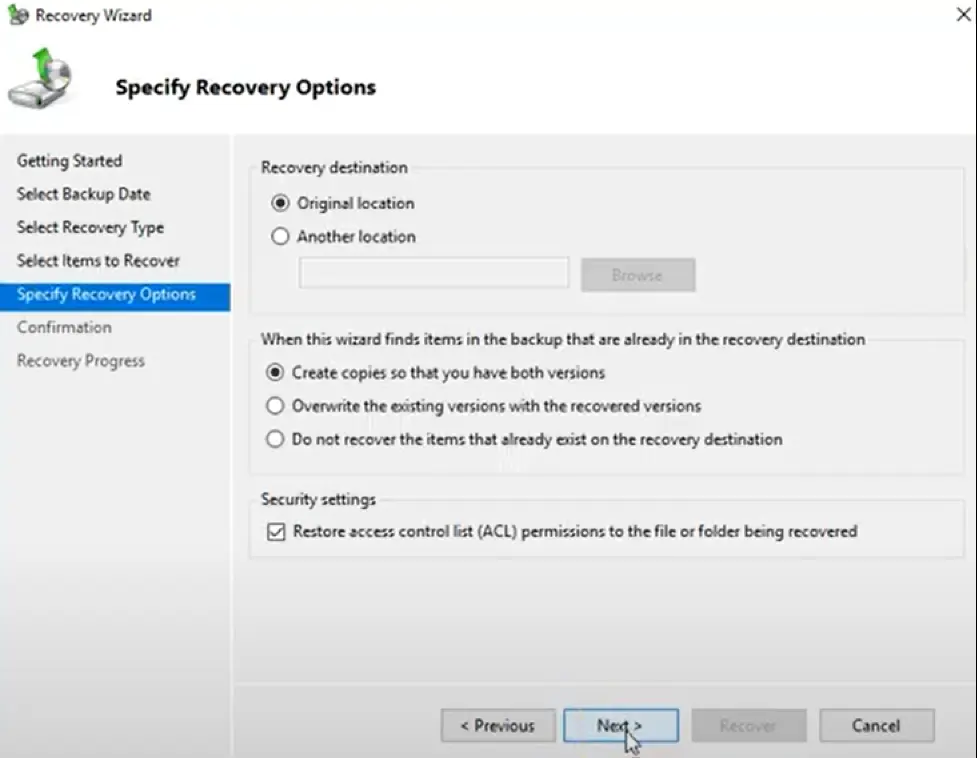 Recovery Wizard
Specify Recovery Options
Getting Started
Select Backup Date
Select Recovery Type
Select Items to Recover
Specify Recovery Options
Confirmation
Recovery Progress
Recovery destination
Original location
Another location
Browse
When this wizard finds items in the backup that are already in the recovery destination
Create copies so that you have both versions
Overwrite the existing versions with the recovered versions
Do not recover the items that already exist on the recovery destination
Security settings
Restore access control list (ACL) permissions to the file or folder being recovered
< Previous
Next >
Recover
Cancel